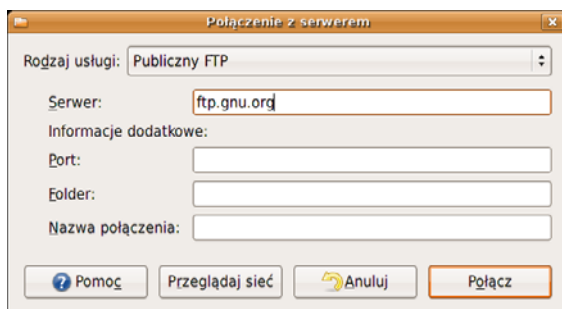 Połączenie z serwerem
Rodzaj usługi: Publiczny FTP
Serwer: ftp.gnu.org
Informacje dodatkowe:
Port:
Folder:
Nazwa połączenia:
Pomoc Przeglądaj sieć Anuluj Połącz